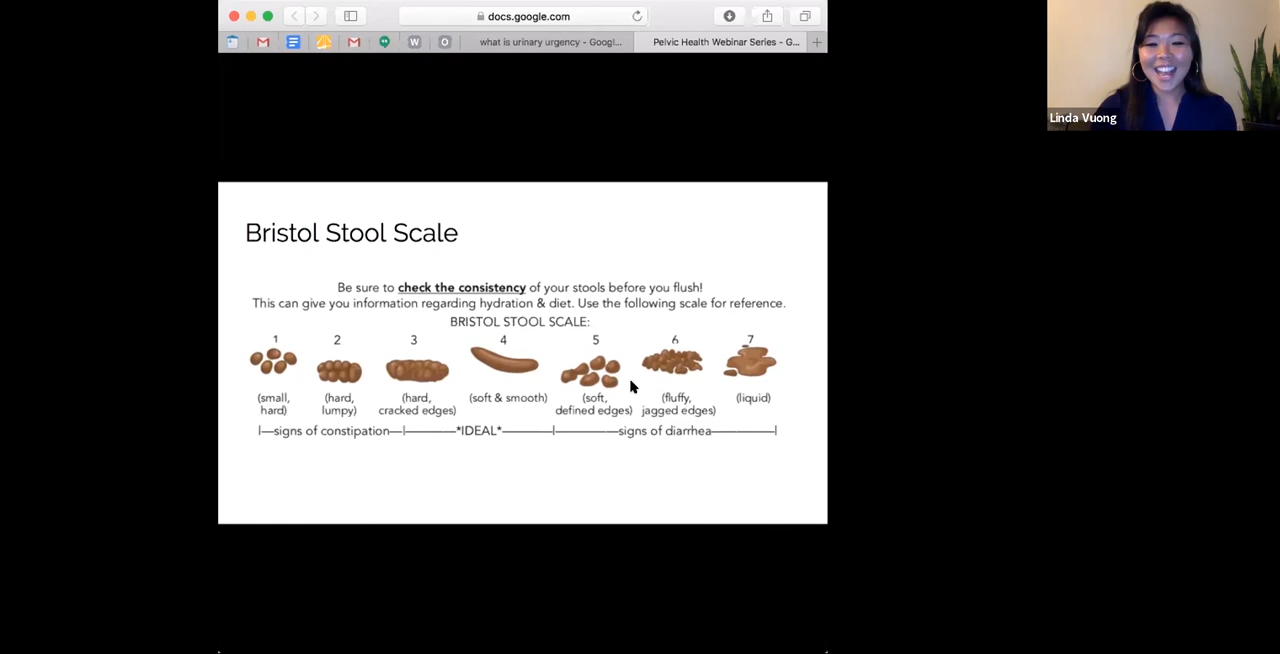 docs.google.com
W
O
what is urinary urgency - Googl...
Pelvic Health Webinar Series - G...
Linda Vuong
Bristol Stool Scale
Be sure to check the consistency of your stools before you flush!
This can give you information regarding hydration & diet. Use the following scale for reference.
BRISTOL STOOL SCALE:
1 2 3 4 5 6 7
(small, (hard, (hard, (soft & smooth) (soft, (fluffy, (liquid)
hard) lumpy) cracked edges) defined edges) jagged edges)
signs of constipation *IDEAL* signs of diarrhea